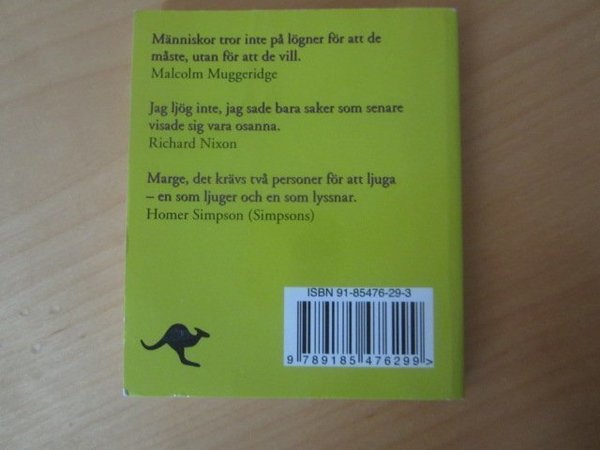 Människor tror inte på lögner för att de
måste, utan för att de vill.
Malcolm Muggeridge
Jag ljög inte, jag sade bara saker som senare
visade sig vara osanna.
Richard Nixon
Marge, det krävs två personer för att ljuga
– en som ljuger och en som lyssnar.
Homer Simpson (Simpsons)
ISBN 91-85476-29-3
9 789185 476299 >